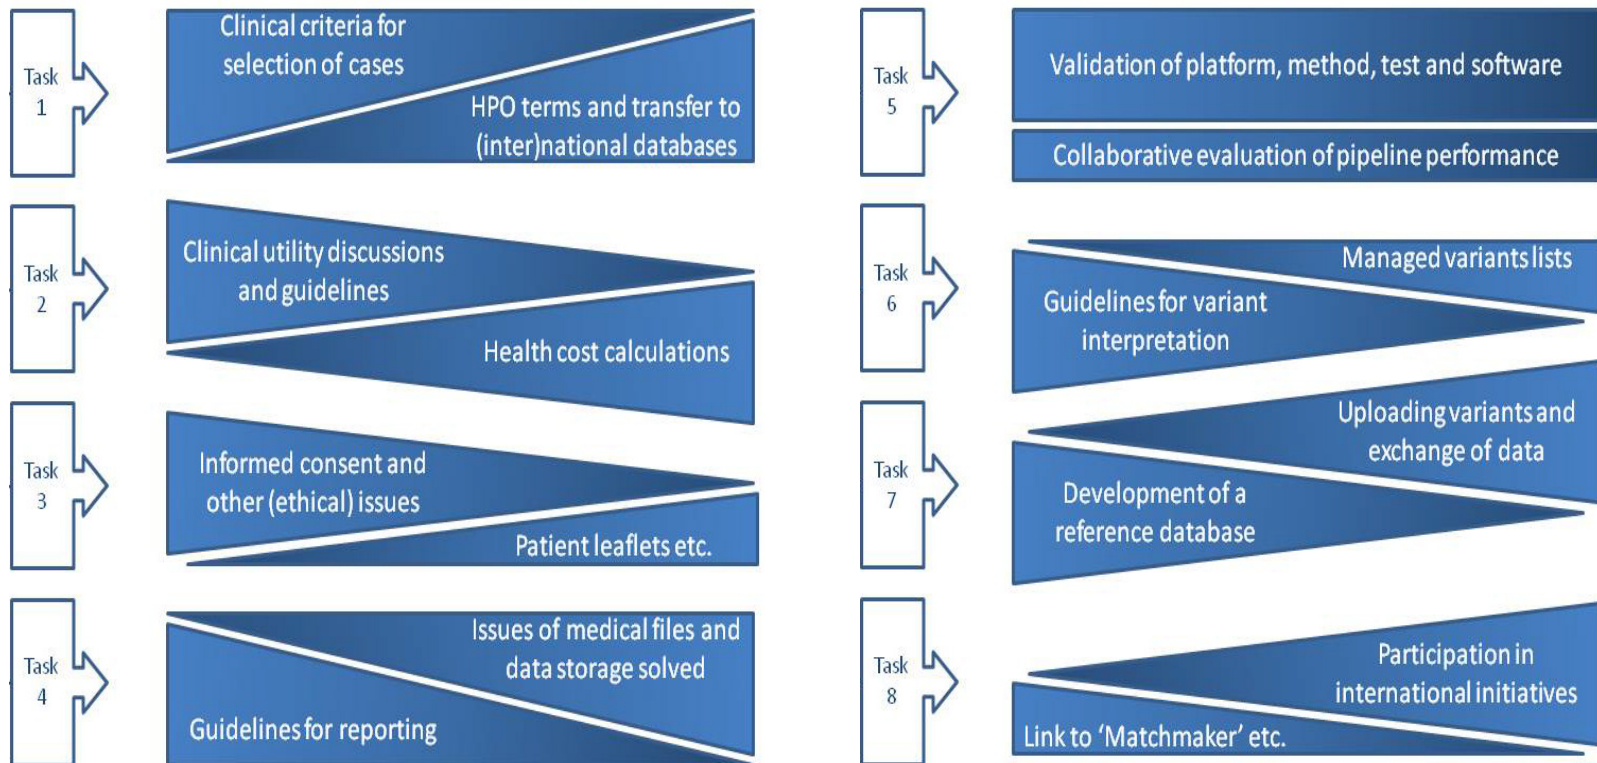 Task
1
Clinical criteria for
selection of cases
HPO terms and transfer to
(inter)national databases
Task
2
Clinical utility discussions
and guidelines
Health cost calculations
Task
3
Informed consent and
other (ethical) issues
Patient leaflets etc.
Task
4
Issues of medical files and
data storage solved
Guidelines for reporting
Task
5
Validation of platform, method, test and software
Collaborative evaluation of pipeline performance
Task
6
Managed variants lists
Guidelines for variant
interpretation
Task
7
Uploading variants and
exchange of data
Development of a
reference database
Task
8
Participation in
international initiatives
Link to ‘Matchmaker’ etc.